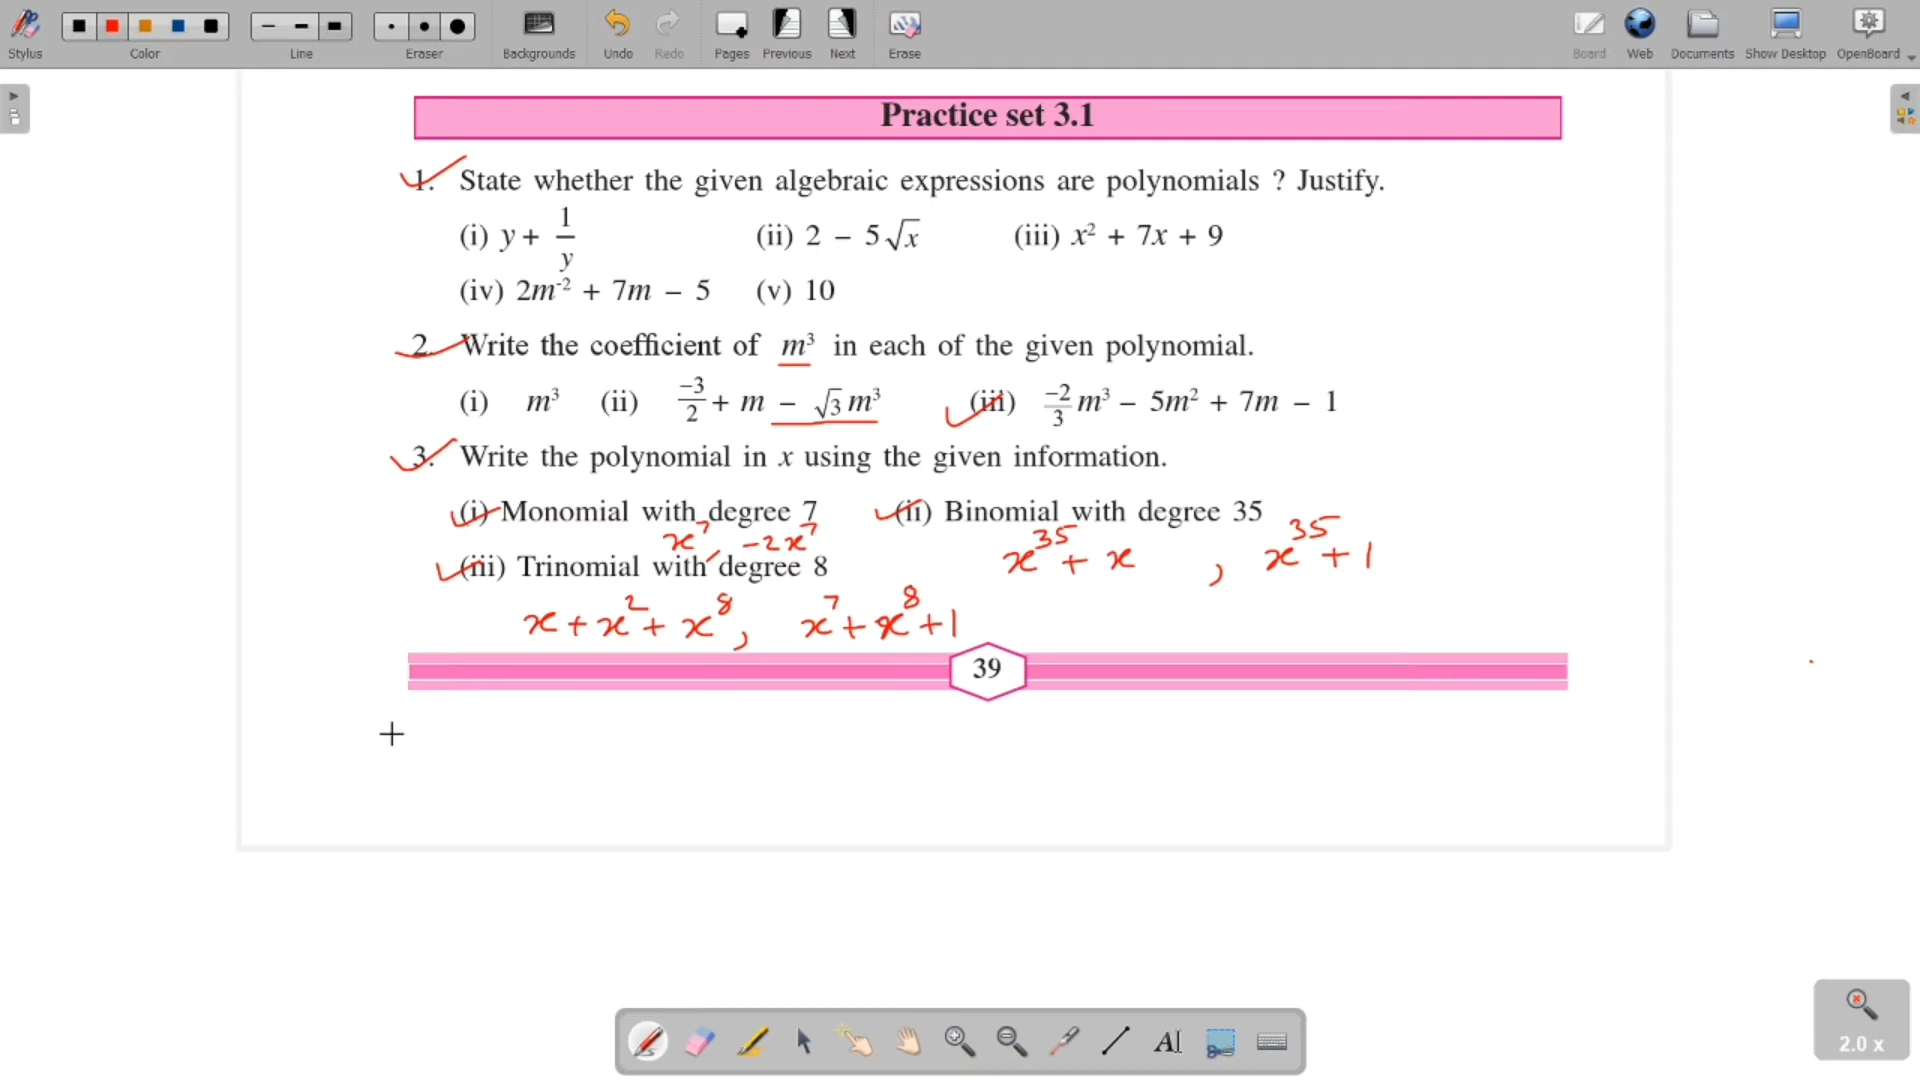 Stylus Color Line Eraser Backgrounds Undo Redo Pages Previous Next Erase Board Web Documents Show Desktop OpenBoard
Practice set 3.1
1. State whether the given algebraic expressions are polynomials ? Justify.
(i) y + 1/y (ii) 2 – 5√x (iii) x² + 7x + 9
(iv) 2m⁻² + 7m – 5 (v) 10
2. Write the coefficient of m³ in each of the given polynomial.
(i) m³ (ii) –3/2 + m – √3 m³ (iii) –2/3 m³ – 5m² + 7m – 1
3. Write the polynomial in x using the given information.
(i) Monomial with degree 7 (ii) Binomial with degree 35
x⁷, –2x⁷
x³⁵ + x , x³⁵ + 1
(iii) Trinomial with degree 8
x + x² + x⁸, x⁷ + x⁸ + 1
39
2.0 x